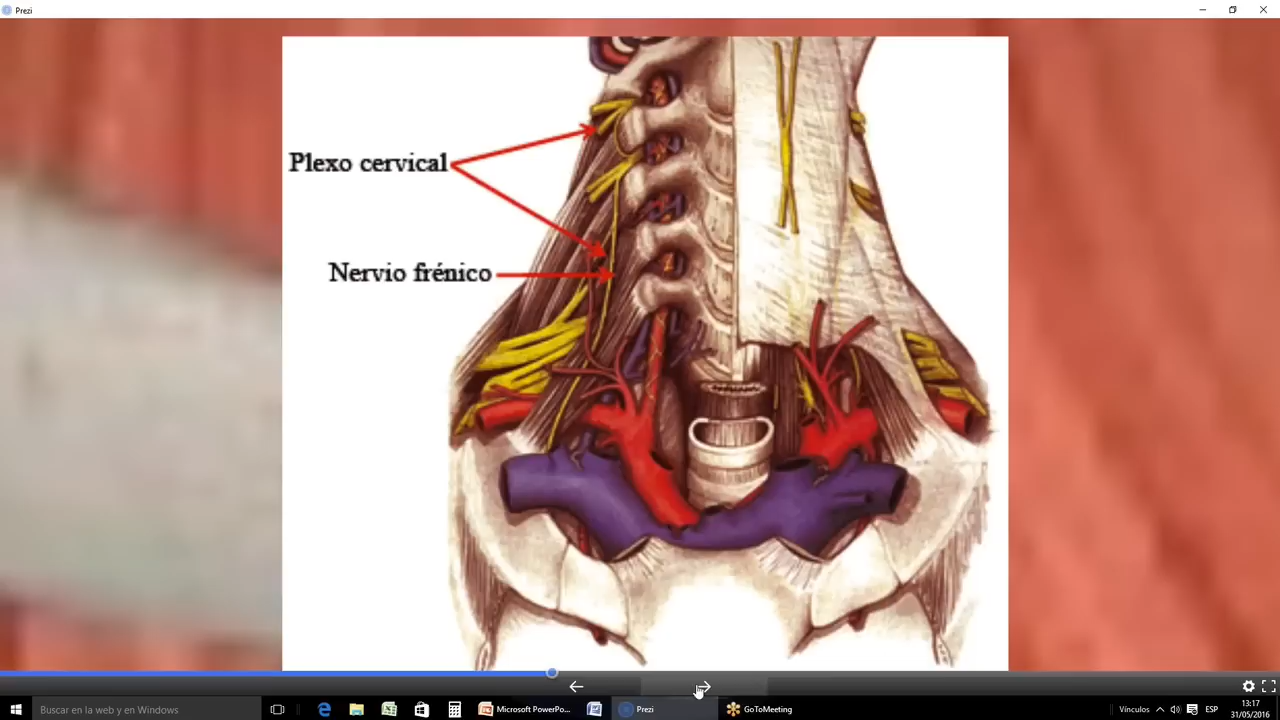 Prezi
Plexo cervical
Nervio frénico
Buscar en la web y en Windows
Microsoft PowerPo...
Prezi
GoToMeeting
Vínculos
ESP
13:17
31/05/2016